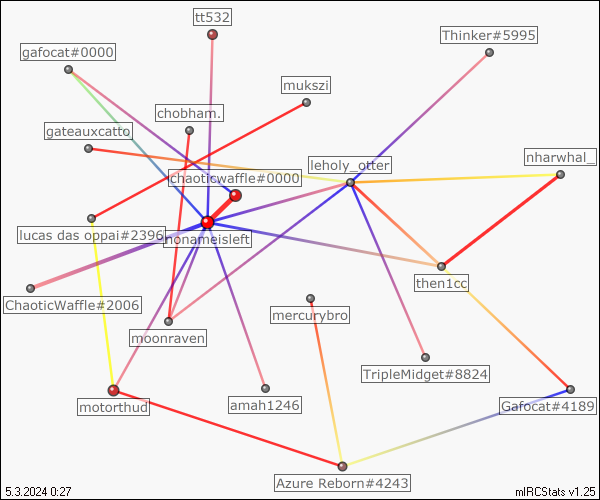 tt532
Thinker#5995
gafocat#0000
mukszi
chobham.
gateauxcatto
nharwhal_
leholy_otter
chaoticwaffle#0000
lucas das oppai#2396
nonameisleft
then1cc
ChaoticWaffle#2006
mercurybro
moonraven
TripleMidget#8824
motorthud
amah1246
Gafocat#4189
Azure Reborn#4243
5.3.2024 0:27
mIRCStats v1.25